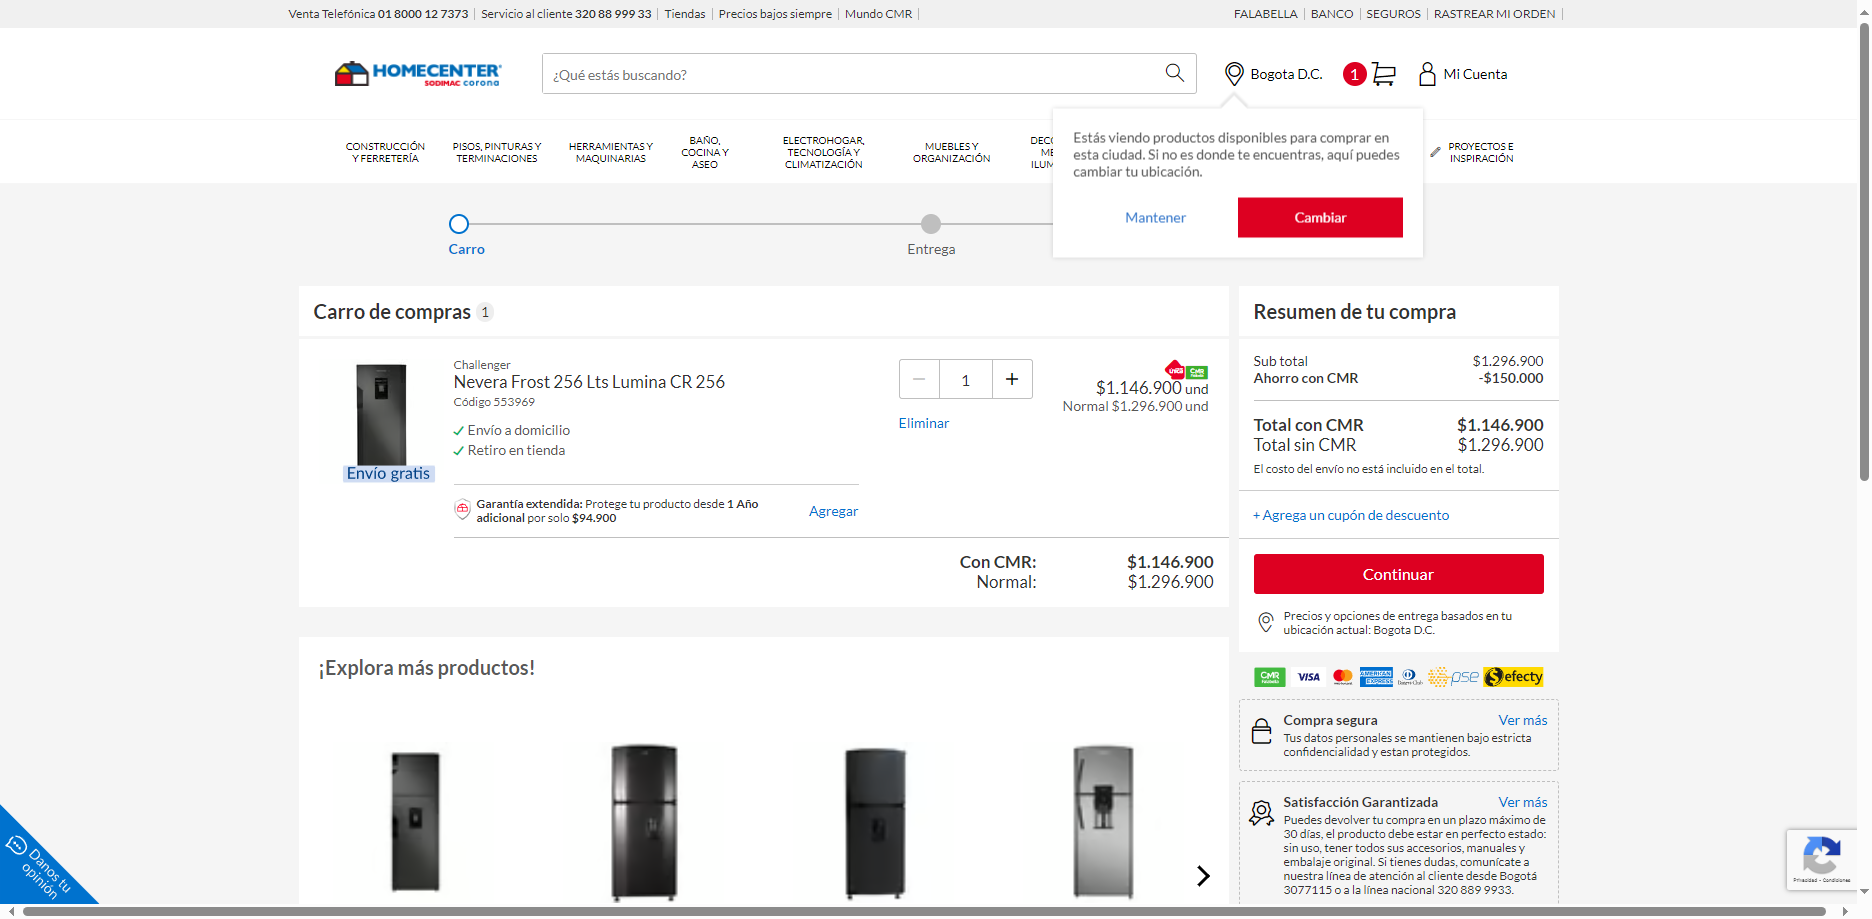 Venta Telefónica 01 8000 12 7373 Servicio al cliente 320 88 999 33 Tiendas Precios bajos siempre Mundo CMR
FALABELLA BANCO SEGUROS RASTREAR MI ORDEN
HOMECENTER
SODIMAC corona
¿Qué estás buscando?
Bogota D.C.
1
Mi Cuenta
CONSTRUCCIÓN
Y FERRETERÍA
PISOS, PINTURAS Y
TERMINACIONES
HERRAMIENTAS Y
MAQUINARIAS
BAÑO,
COCINA Y
ASEO
ELECTROHOGAR,
TECNOLOGÍA Y
CLIMATIZACIÓN
MUEBLES Y
ORGANIZACIÓN
PROYECTOS E
INSPIRACIÓN
Estás viendo productos disponibles para comprar en
esta ciudad. Si no es donde te encuentras, aquí puedes
cambiar tu ubicación.
Mantener
Cambiar
Carro
Entrega
Carro de compras 1
Challenger
Nevera Frost 256 Lts Lumina CR 256
Código 553969
Envío a domicilio
Retiro en tienda
Envío gratis
1
Eliminar
$1.146.900 und
Normal $1.296.900 und
Garantía extendida: Protege tu producto desde 1 Año
adicional por solo $94.900
Agregar
Con CMR: $1.146.900
Normal: $1.296.900
Resumen de tu compra
Sub total $1.296.900
Ahorro con CMR -$150.000
Total con CMR $1.146.900
Total sin CMR $1.296.900
El costo del envío no está incluido en el total.
+ Agrega un cupón de descuento
Continuar
Precios y opciones de entrega basados en tu
ubicación actual: Bogota D.C.
CMR VISA AMERICAN EXPRESS pse efecty
Compra segura Ver más
Tus datos personales se mantienen bajo estricta
confidencialidad y estan protegidos.
Satisfacción Garantizada Ver más
Puedes devolver tu compra en un plazo máximo de
30 días, el producto debe estar en perfecto estado:
sin uso, tener todos sus accesorios, manuales y
embalaje original. Si tienes dudas, comunícate a
nuestra línea de atención al cliente desde Bogotá
3077115 o a la línea nacional 320 889 9933.
¡Explora más productos!
Danos tu
opinión
Privacidad - Condiciones